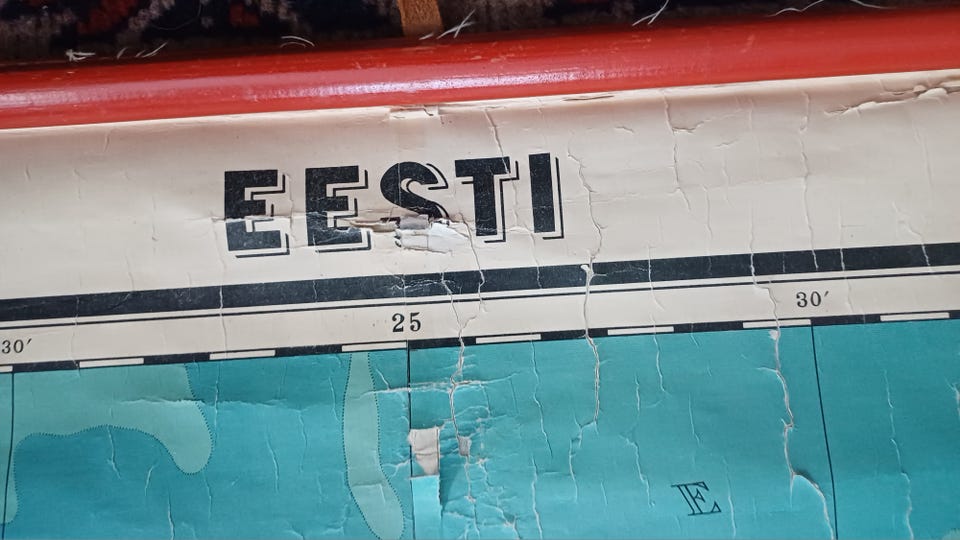 EESTI
30′ 25 30′
E